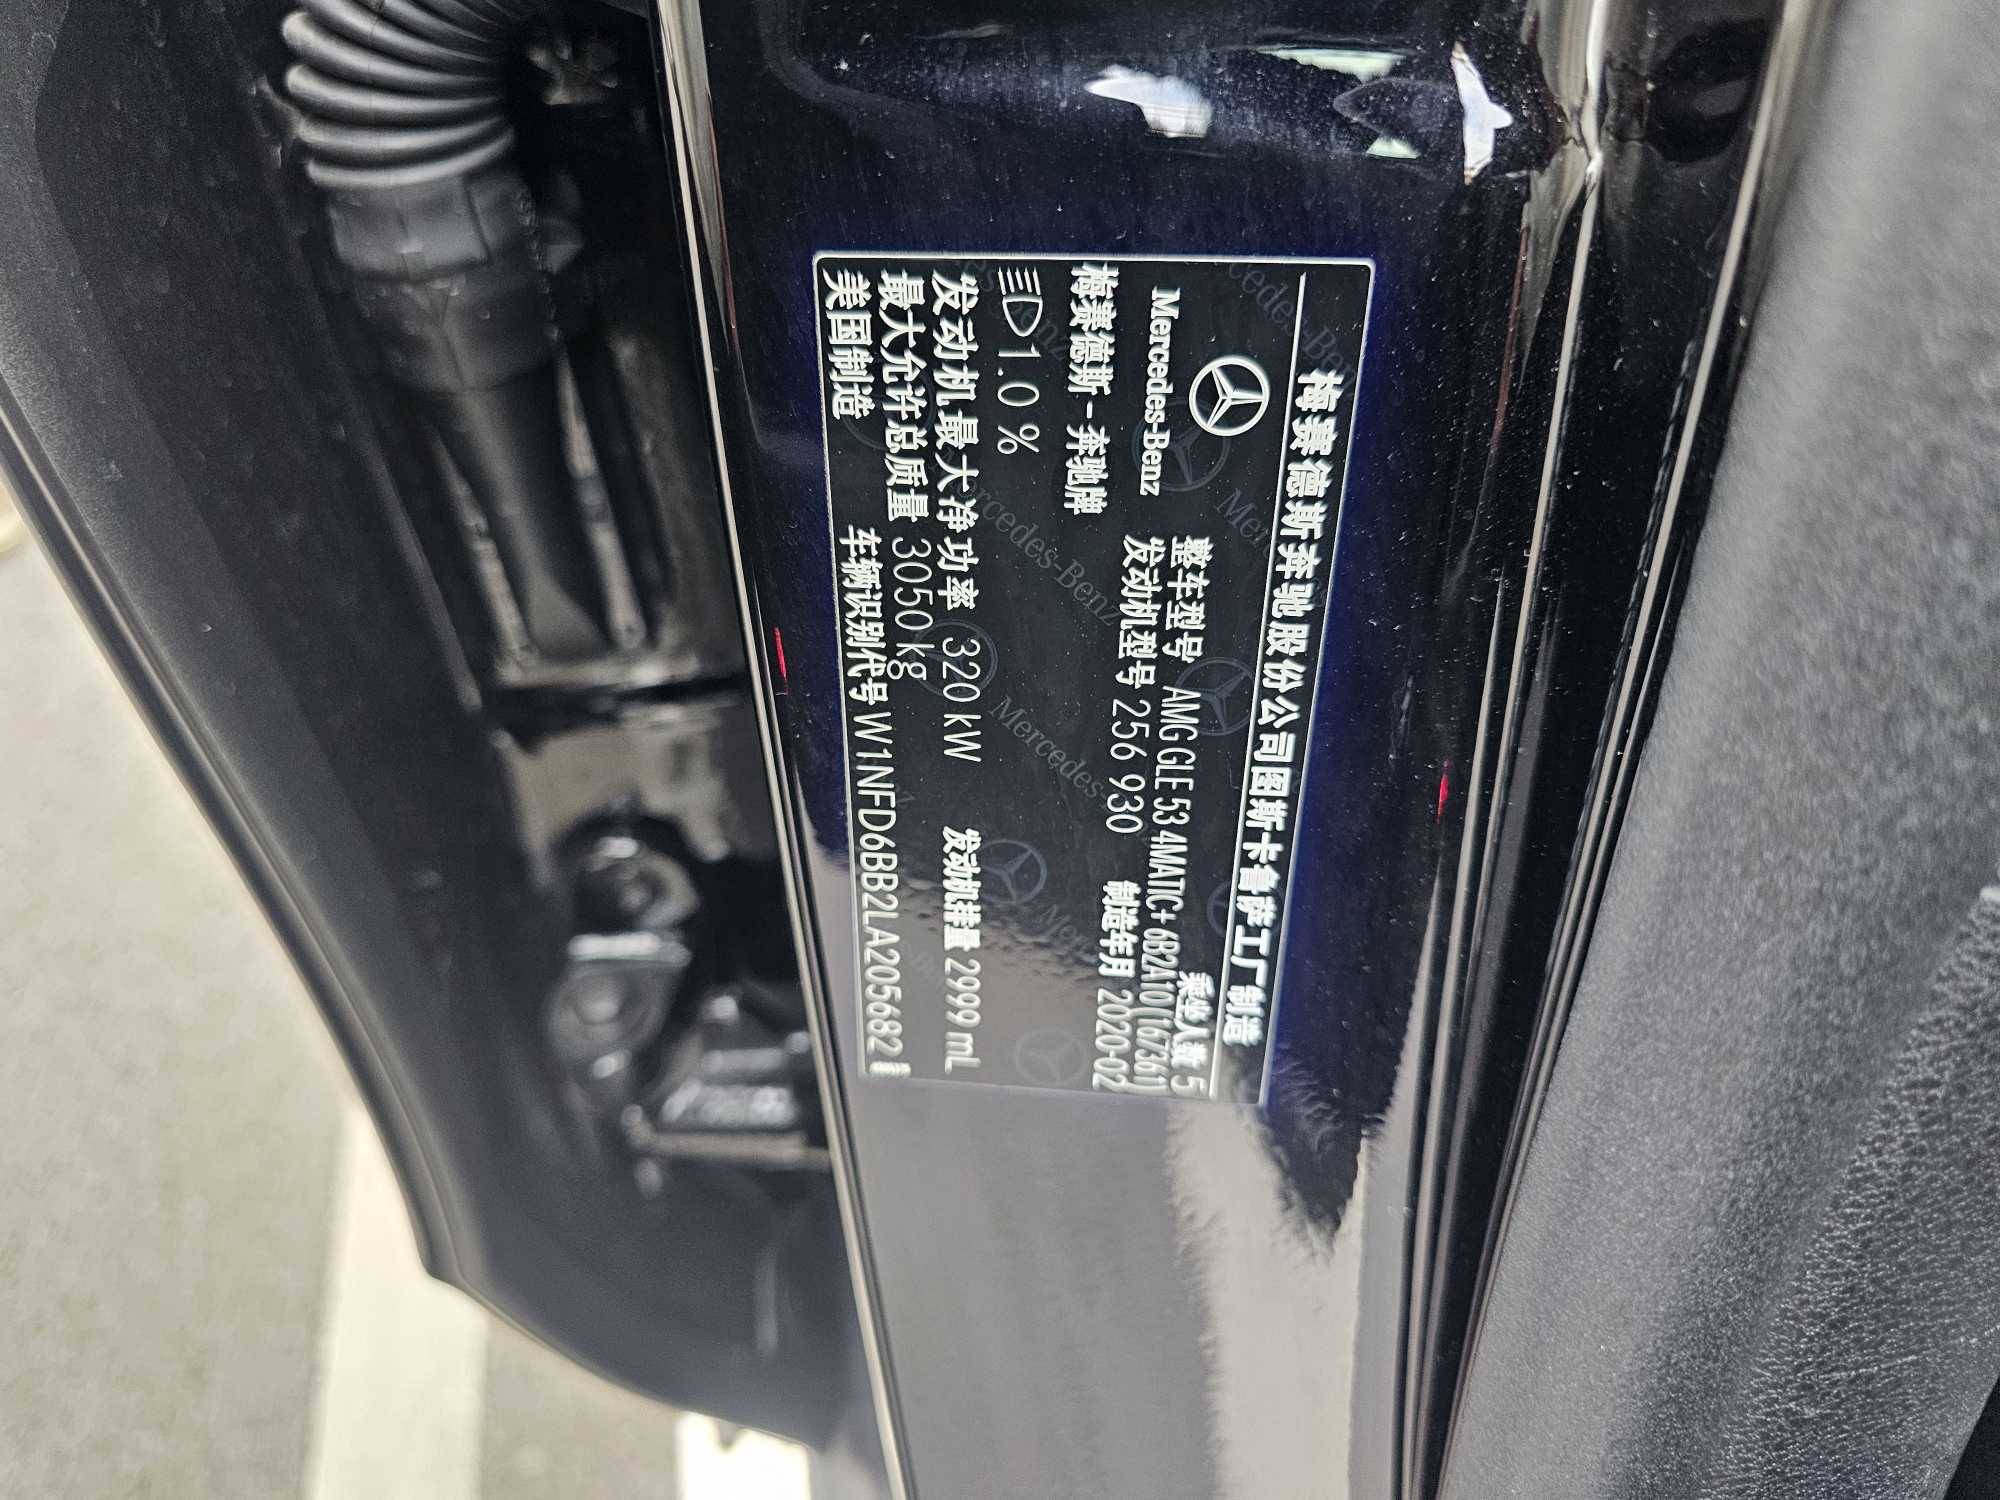 梅赛德斯奔驰股份公司图斯卡鲁萨工厂制造
Mercedes-Benz
梅赛德斯-奔驰牌
乘坐人数 5
整车型号 AMG GLE 53 4MATIC+ 6B2A10(167361)
发动机型号 256 930 制造年月 2020-02
1.0 %
发动机最大净功率 320 kW 发动机排量 2999 mL
最大允许总质量 3050 kg
美国制造 车辆识别代号 W1NFD6BB2LA205682